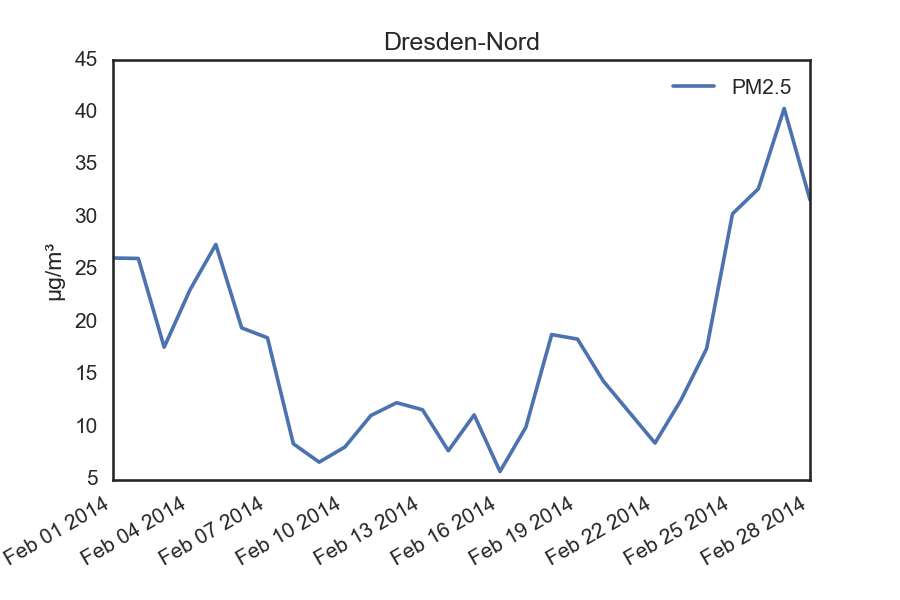 Dresden-Nord
PM2.5
µg/m³
45
40
35
30
25
20
15
10
5
Feb 01 2014
Feb 04 2014
Feb 07 2014
Feb 10 2014
Feb 13 2014
Feb 16 2014
Feb 19 2014
Feb 22 2014
Feb 25 2014
Feb 28 2014